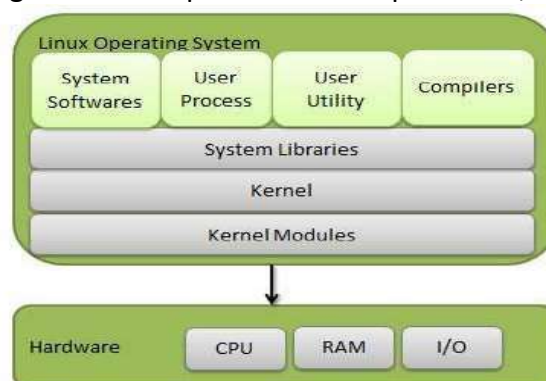 Linux Operating System
System Softwares
User Process
User Utility
Compilers
System Libraries
Kernel
Kernel Modules
Hardware
CPU
RAM
I/O